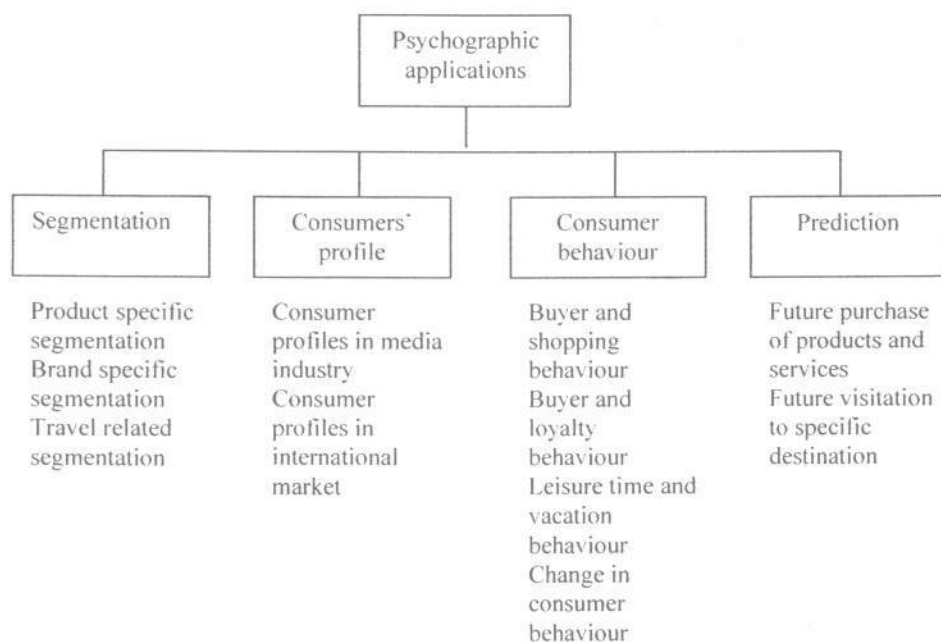 Psychographic
applications
Segmentation
Consumers'
profile
Consumer
behaviour
Prediction
Product specific
segmentation
Brand specific
segmentation
Travel related
segmentation
Consumer
profiles in media
industry
Consumer
profiles in
international
market
Buyer and
shopping
behaviour
Buyer and
loyalty
behaviour
Leisure time and
vacation
behaviour
Change in
consumer
behaviour
Future purchase
of products and
services
Future visitation
to specific
destination